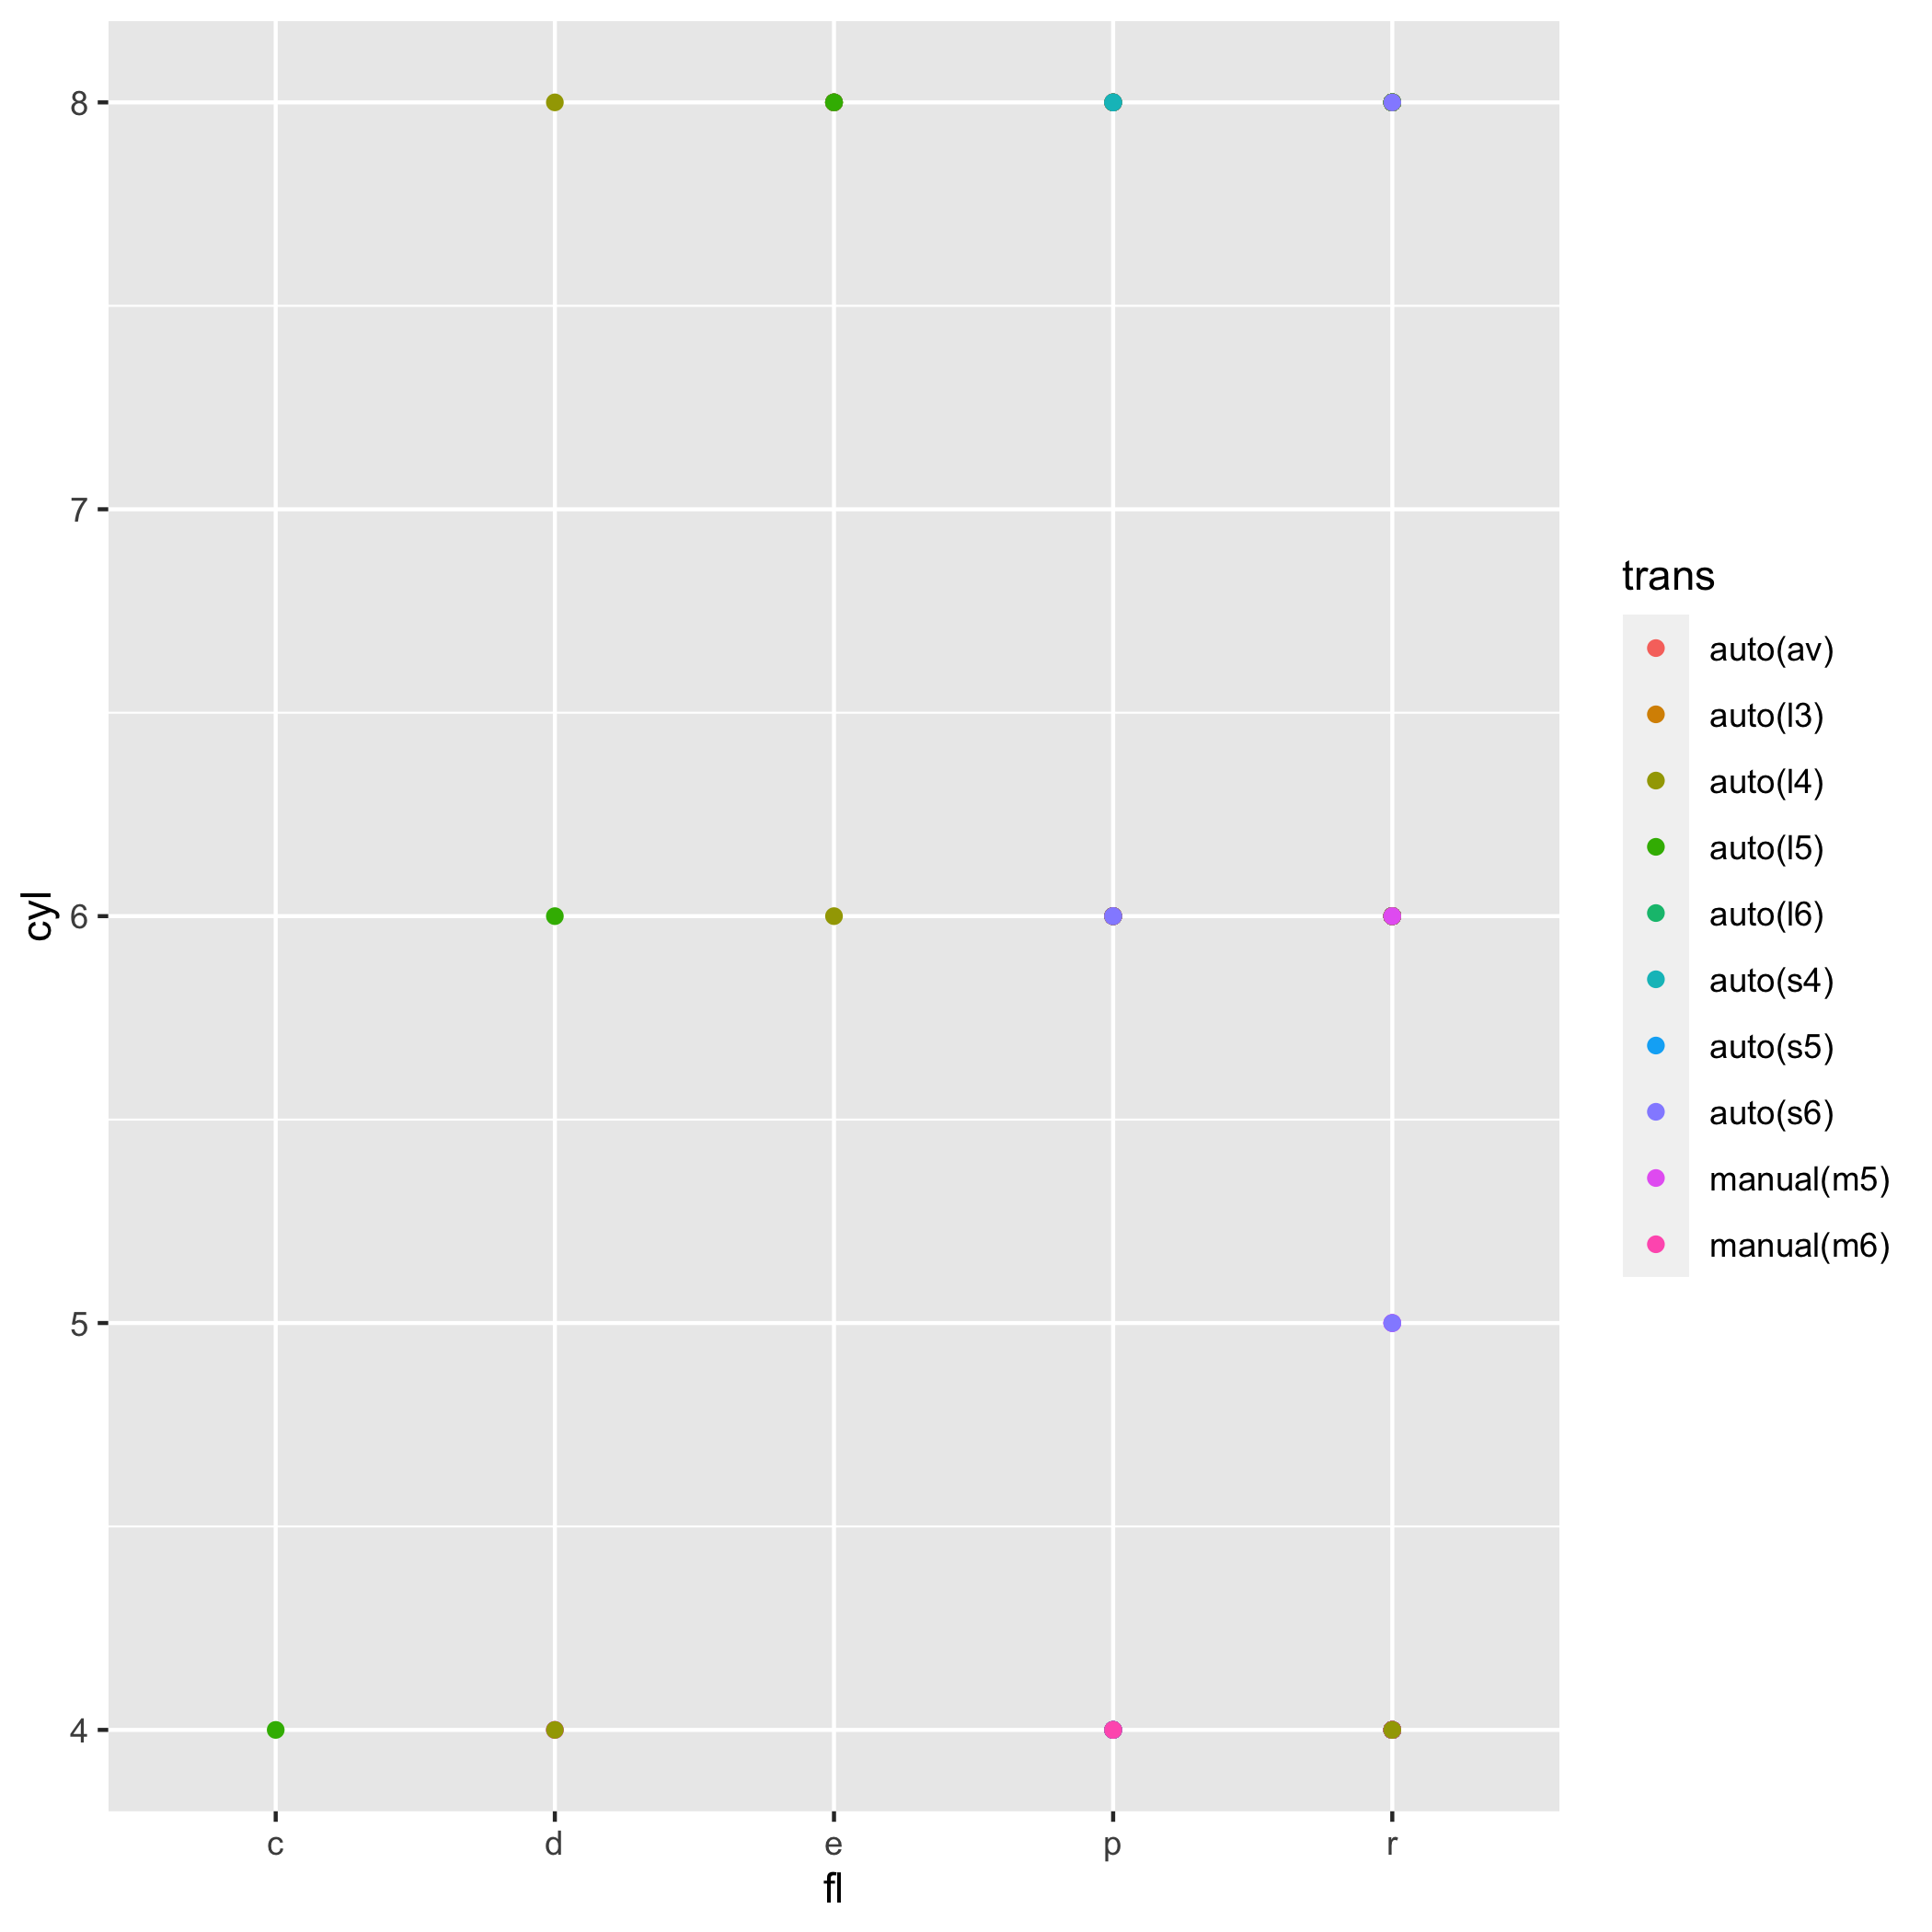 8
7
6
5
4
cyl
c d e p r
fl
trans
auto(av)
auto(l3)
auto(l4)
auto(l5)
auto(l6)
auto(s4)
auto(s5)
auto(s6)
manual(m5)
manual(m6)